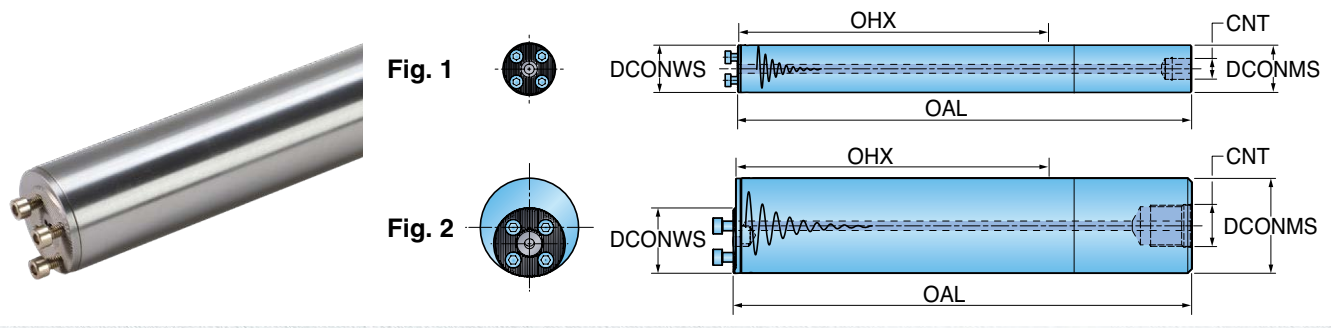 Fig. 1
OHX
CNT
DCONWS
DCONMS
OAL
Fig. 2
OHX
CNT
DCONWS
DCONMS
OAL